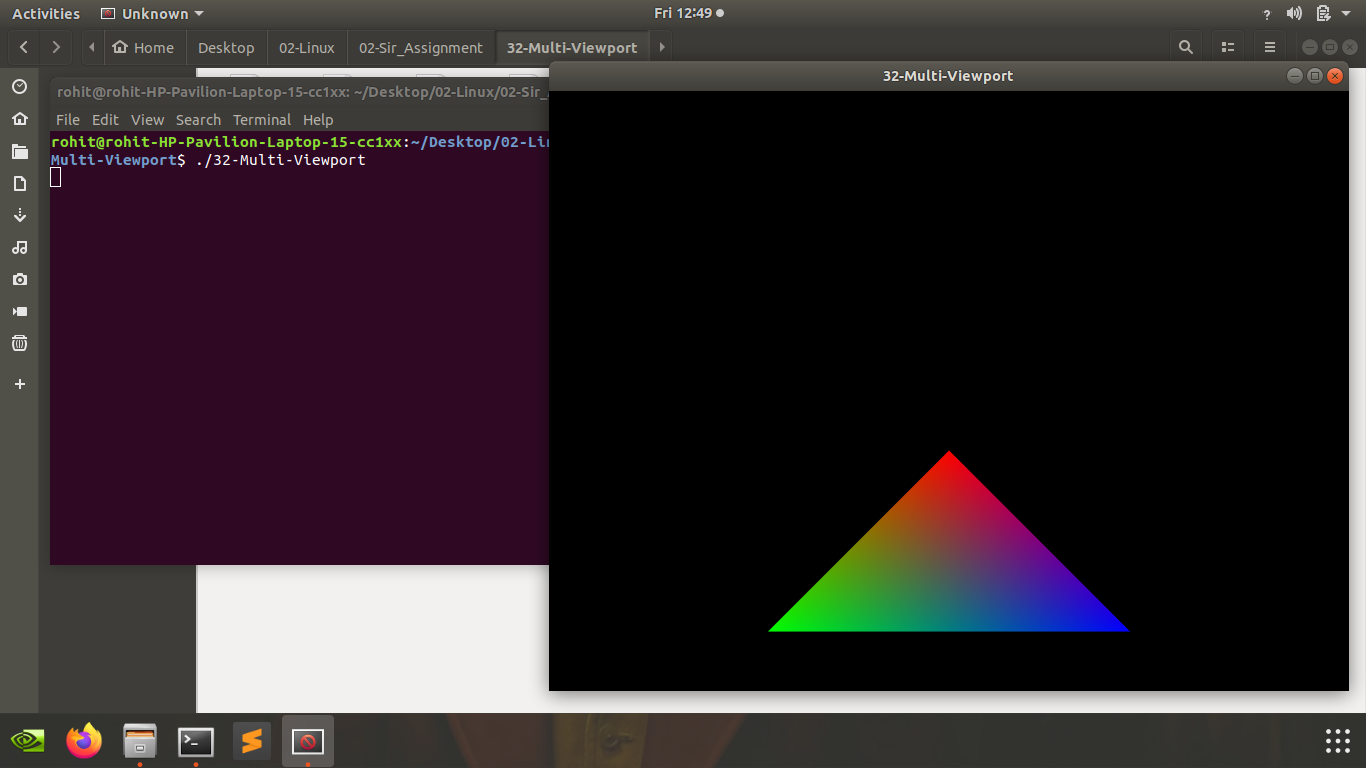 Activities Unknown Fri 12:49
Home Desktop 02-Linux 02-Sir_Assignment 32-Multi-Viewport
32-Multi-Viewport
rohit@rohit-HP-Pavilion-Laptop-15-cc1xx: ~/Desktop/02-Linux/02-Sir_
File Edit View Search Terminal Help
rohit@rohit-HP-Pavilion-Laptop-15-cc1xx:~/Desktop/02-Lin
Multi-Viewport$ ./32-Multi-Viewport